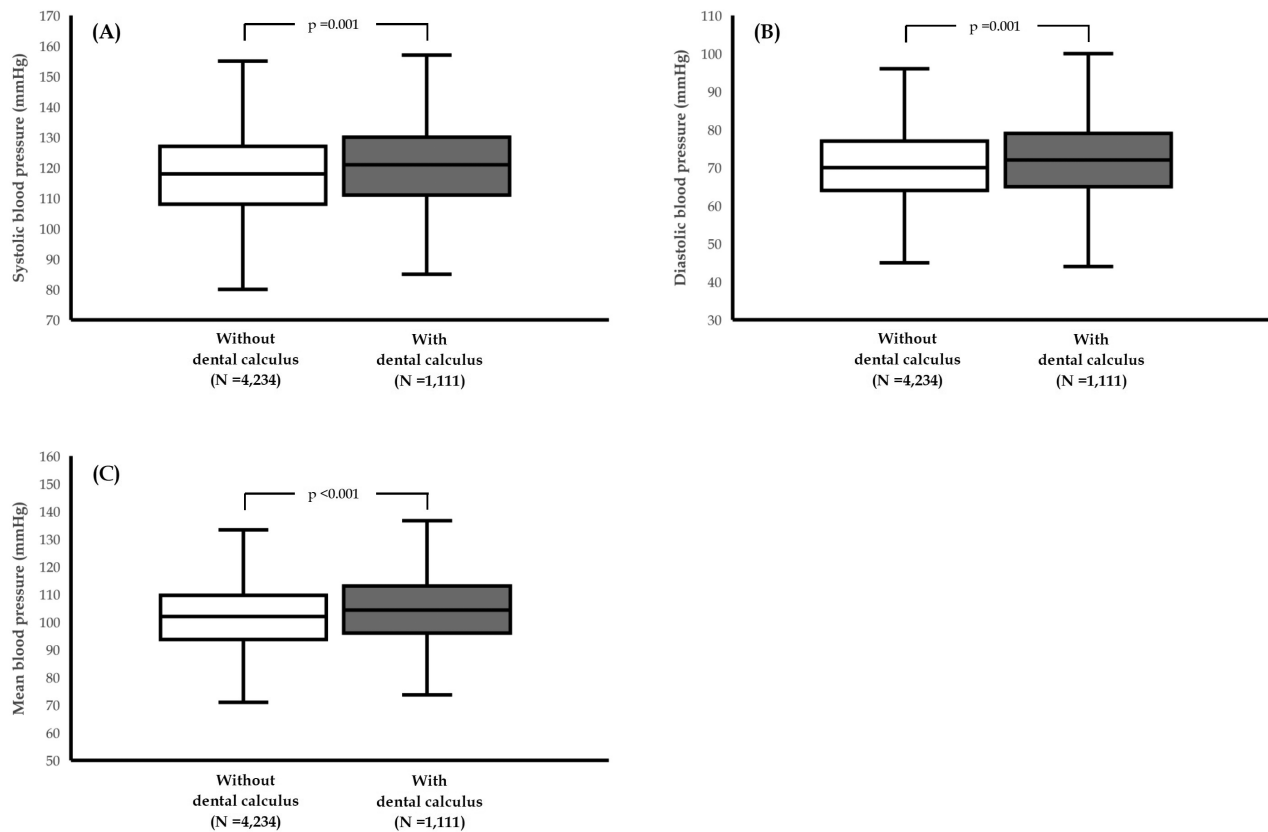 (A)
p =0.001
Systolic blood pressure (mmHg)
170
160
150
140
130
120
110
100
90
80
70
Without
dental calculus
(N =4,234)
With
dental calculus
(N =1,111)
(B)
p =0.001
Diastolic blood pressure (mmHg)
110
100
90
80
70
60
50
40
30
Without
dental calculus
(N =4,234)
With
dental calculus
(N =1,111)
(C)
p <0.001
Mean blood pressure (mmHg)
160
150
140
130
120
110
100
90
80
70
60
50
Without
dental calculus
(N =4,234)
With
dental calculus
(N =1,111)